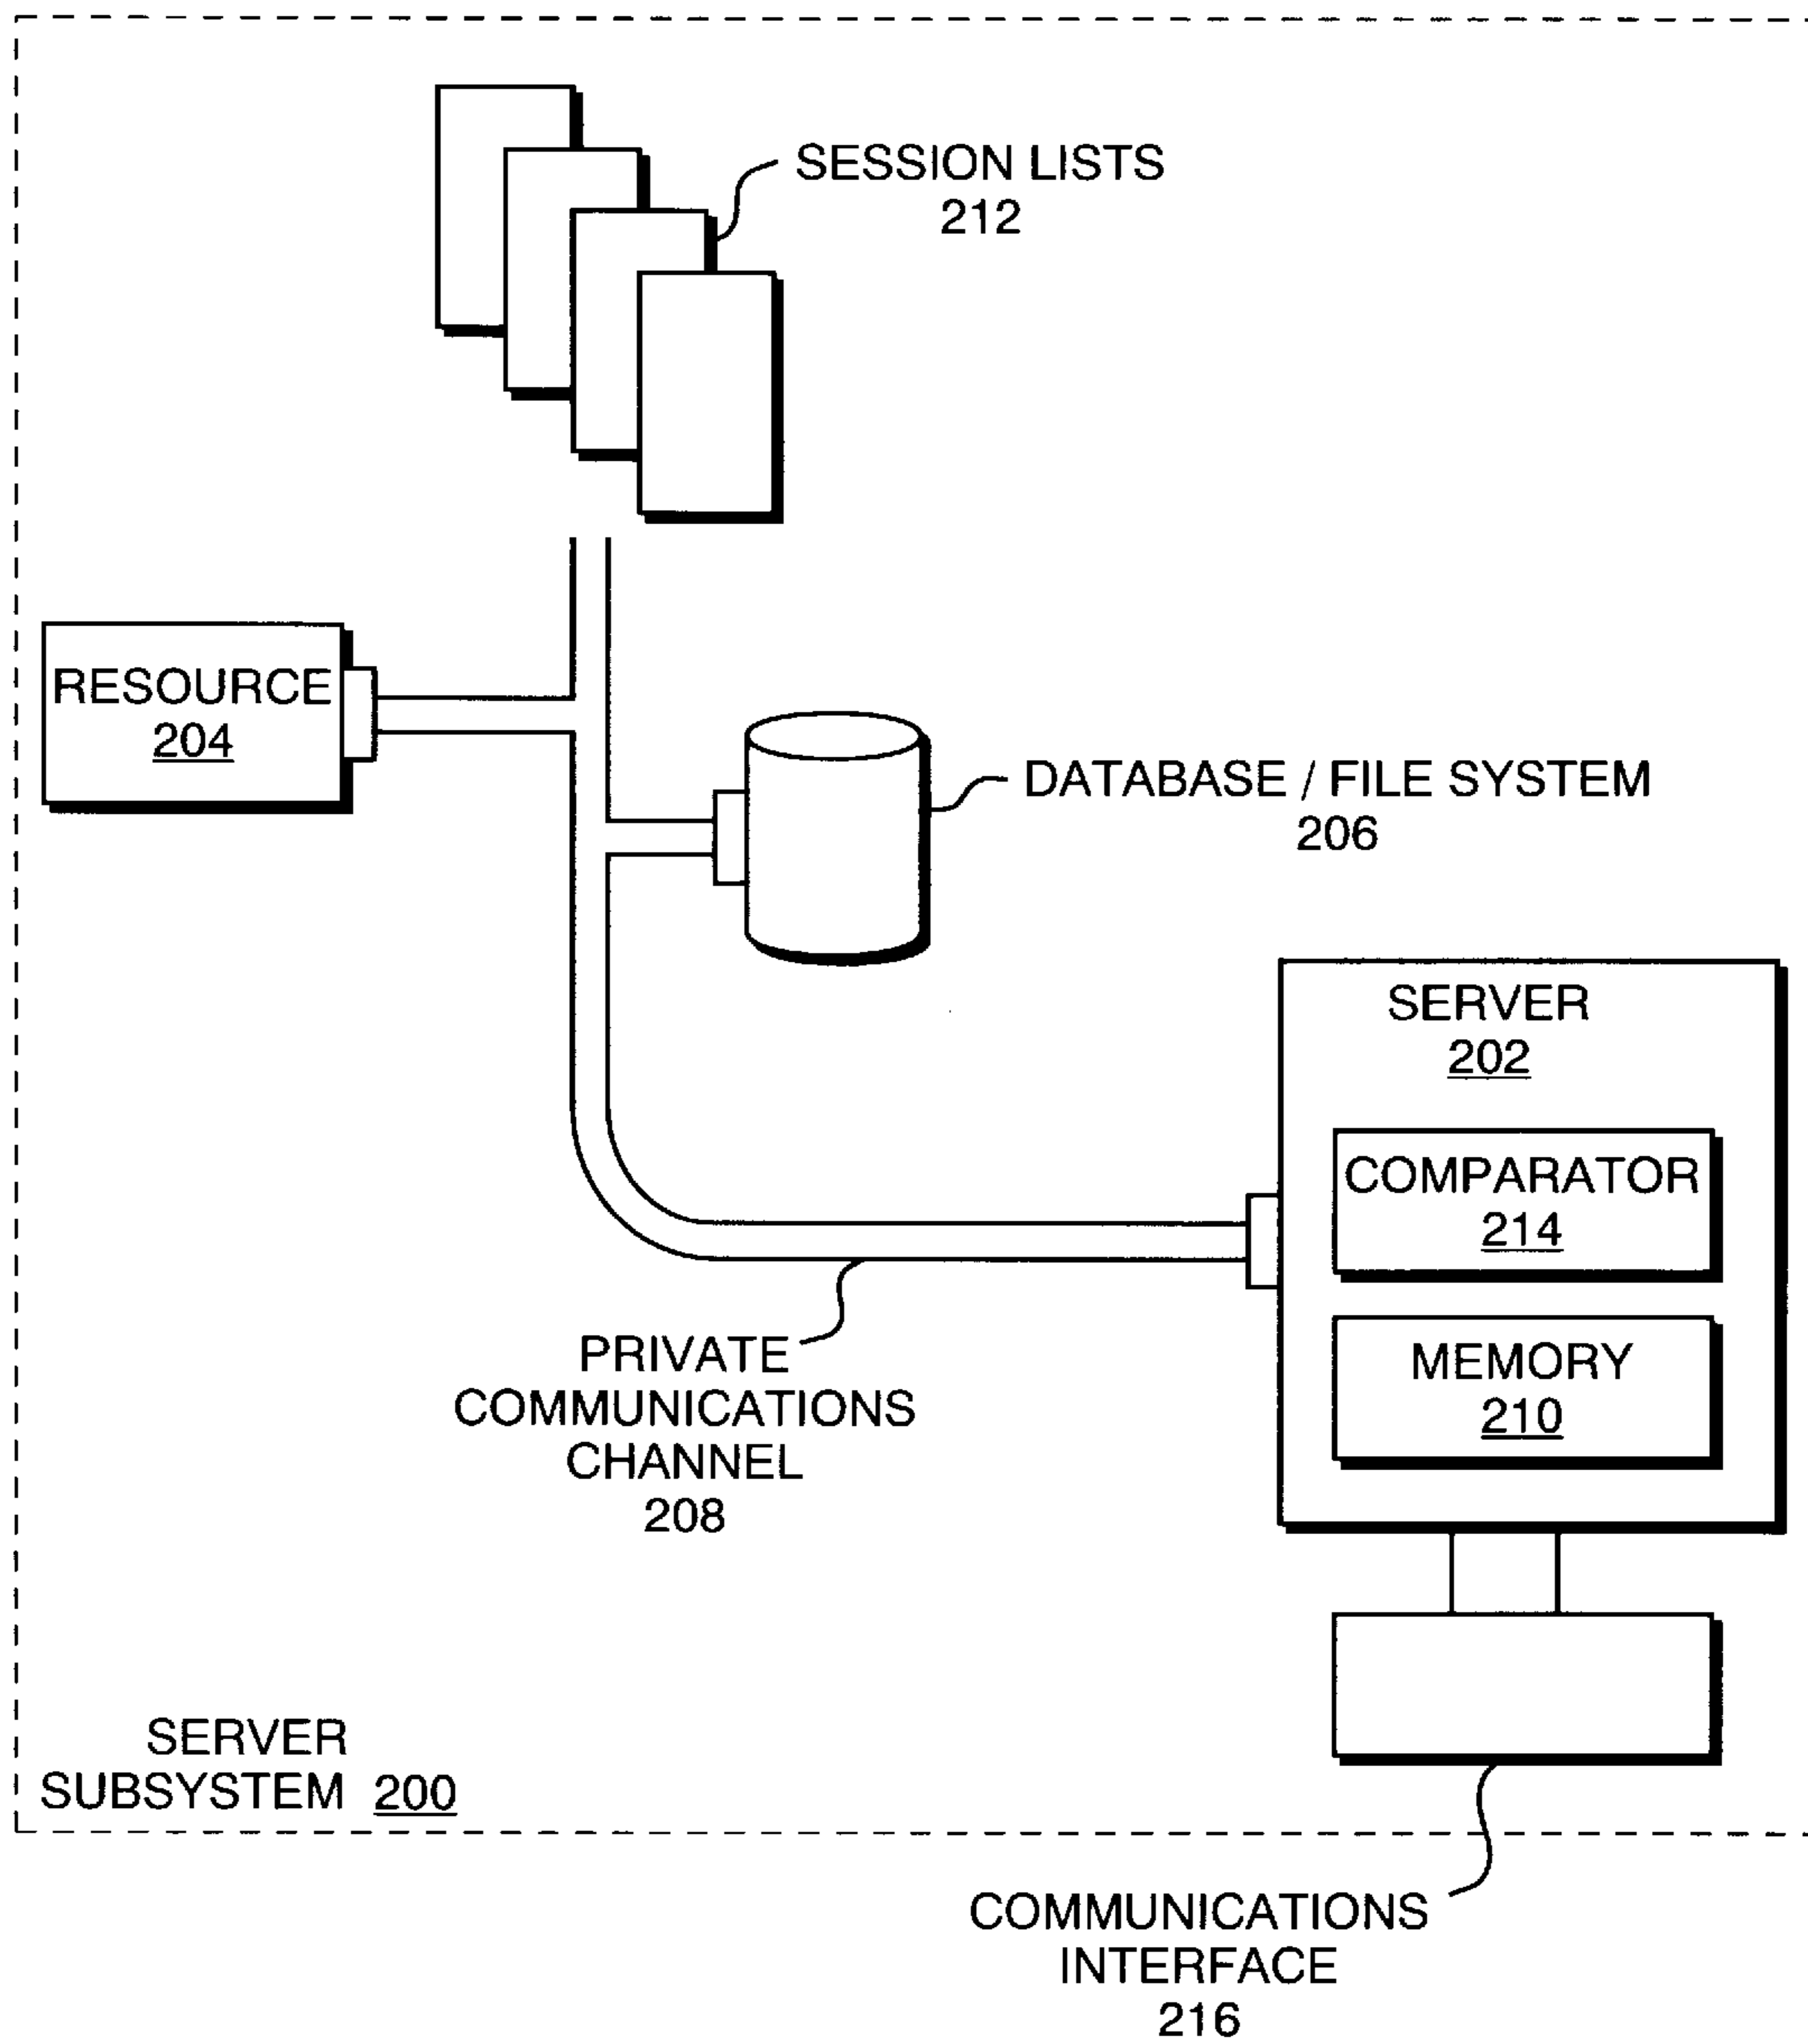 SESSION LISTS
212
RESOURCE
204
DATABASE / FILE SYSTEM
206
SERVER
202
COMPARATOR
214
MEMORY
210
PRIVATE
COMMUNICATIONS
CHANNEL
208
SERVER
SUBSYSTEM 200
COMMUNICATIONS
INTERFACE
216